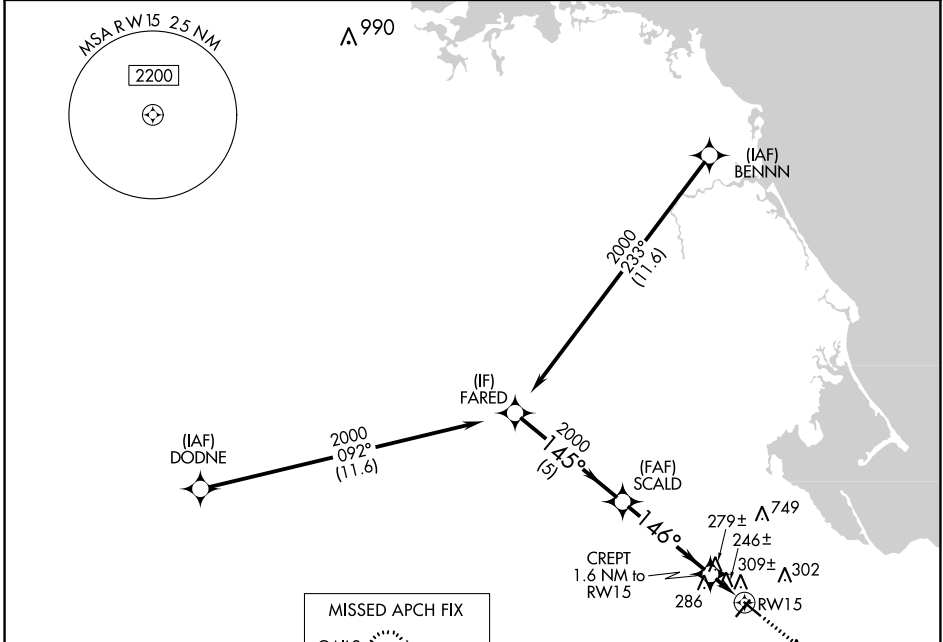 MSA RW15 25 NM
2200
990
(IAF)
BENNN
2000
233°
(11.6)
(IF)
FARED
(IAF)
DODNE
2000
092°
(11.6)
2000
145°
(5)
(FAF)
SCALD
146°
749
279±
246±
309±
302
CREPT
1.6 NM to
RW15
286
RW15
MISSED APCH FIX